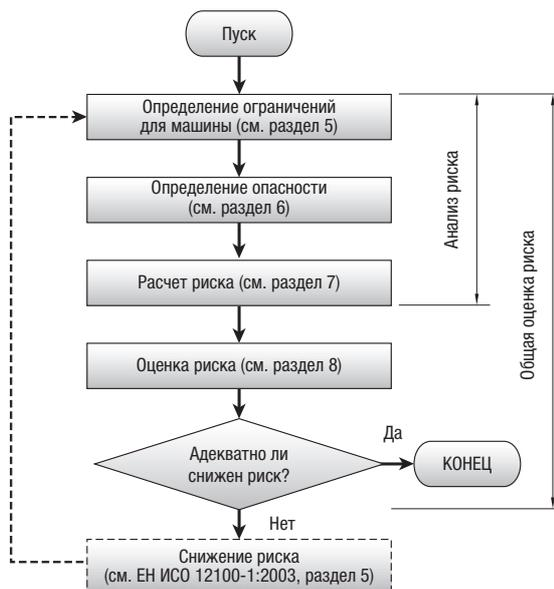 Пуск
Определение ограничений
для машины (см. раздел 5)
Определение опасности
(см. раздел 6)
Расчет риска (см. раздел 7)
Оценка риска (см. раздел 8)
Адекватно ли
снижен риск?
Да
КОНЕЦ
Нет
Снижение риска
(см. ЕН ИСО 12100-1:2003, раздел 5)
Анализ риска
Общая оценка риска